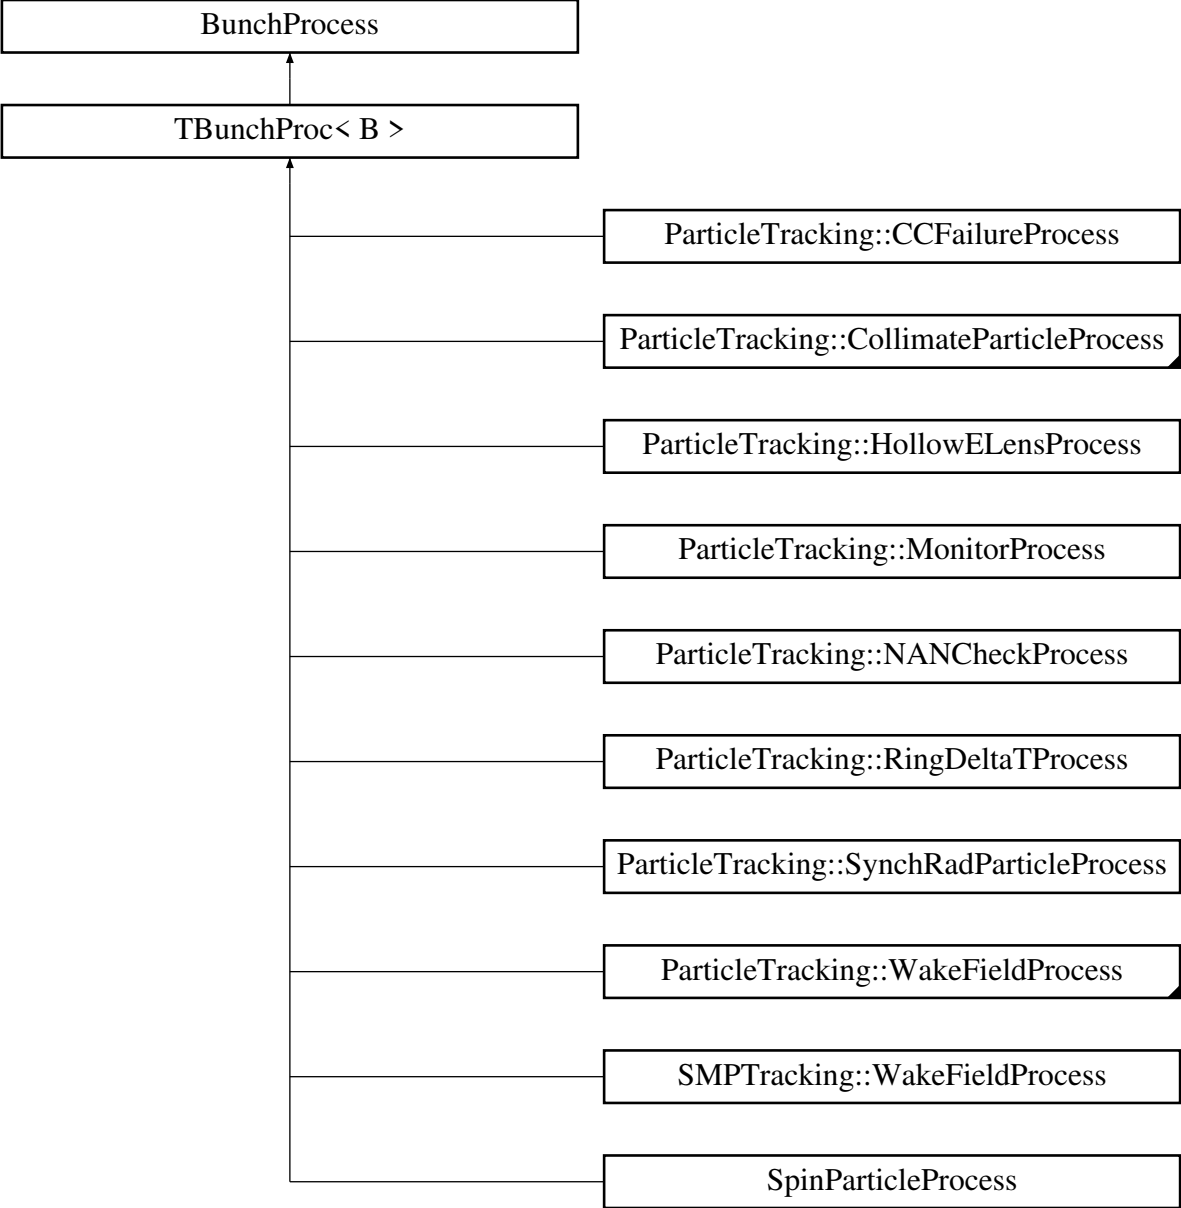 BunchProcess
TBunchProc< B >
ParticleTracking::CCFailureProcess
ParticleTracking::CollimateParticleProcess
ParticleTracking::HollowELensProcess
ParticleTracking::MonitorProcess
ParticleTracking::NANCheckProcess
ParticleTracking::RingDeltaTProcess
ParticleTracking::SynchRadParticleProcess
ParticleTracking::WakeFieldProcess
SMPTracking::WakeFieldProcess
SpinParticleProcess